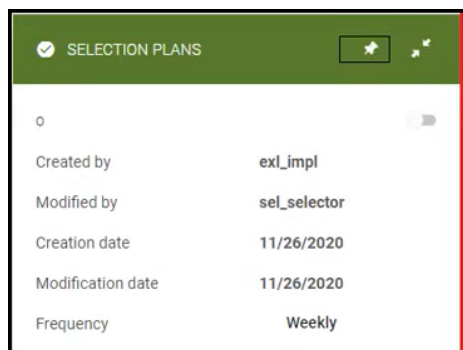 SELECTION PLANS
o
Created by exl_impl
Modified by sel_selector
Creation date 11/26/2020
Modification date 11/26/2020
Frequency Weekly